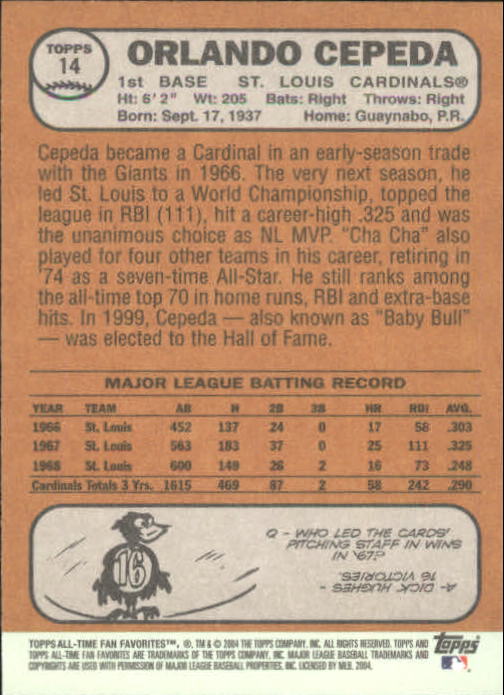 TOPPS
14
ORLANDO CEPEDA
1st BASE ST. LOUIS CARDINALS®
Ht: 6'2" Wt: 205 Bats: Right Throws: Right
Born: Sept. 17, 1937 Home: Guaynabo, P.R.
Cepeda became a Cardinal in an early-season trade
with the Giants in 1966. The very next season, he
led St. Louis to a World Championship, topped the
league in RBI (111), hit a career-high .325 and was
the unanimous choice as NL MVP. "Cha Cha" also
played for four other teams in his career, retiring in
'74 as a seven-time All-Star. He still ranks among
the all-time top 70 in home runs, RBI and extra-base
hits. In 1999, Cepeda — also known as "Baby Bull"
— was elected to the Hall of Fame.
MAJOR LEAGUE BATTING RECORD
YEAR TEAM AB H 2B 3B HR RBI AVG.
1966 St. Louis 452 137 24 0 17 58 .303
1967 St. Louis 563 183 37 0 25 111 .325
1968 St. Louis 600 149 26 2 16 73 .248
Cardinals Totals 3 Yrs. 1615 469 87 2 58 242 .290
16
Q - WHO LED THE CARDS'
PITCHING STAFF IN WINS
IN '67?
A - DICK HUGHES -
16 VICTORIES.
TOPPS ALL-TIME FAN FAVORITES™, ®, TM & © 2004 THE TOPPS COMPANY, INC. ALL RIGHTS RESERVED. TOPPS AND
TOPPS ALL-TIME FAN FAVORITES ARE TRADEMARKS OF THE TOPPS COMPANY, INC. MAJOR LEAGUE BASEBALL TRADEMARKS AND
COPYRIGHTS ARE USED WITH PERMISSION OF MAJOR LEAGUE BASEBALL PROPERTIES, INC. LICENSED BY MLB, 2004.
Topps